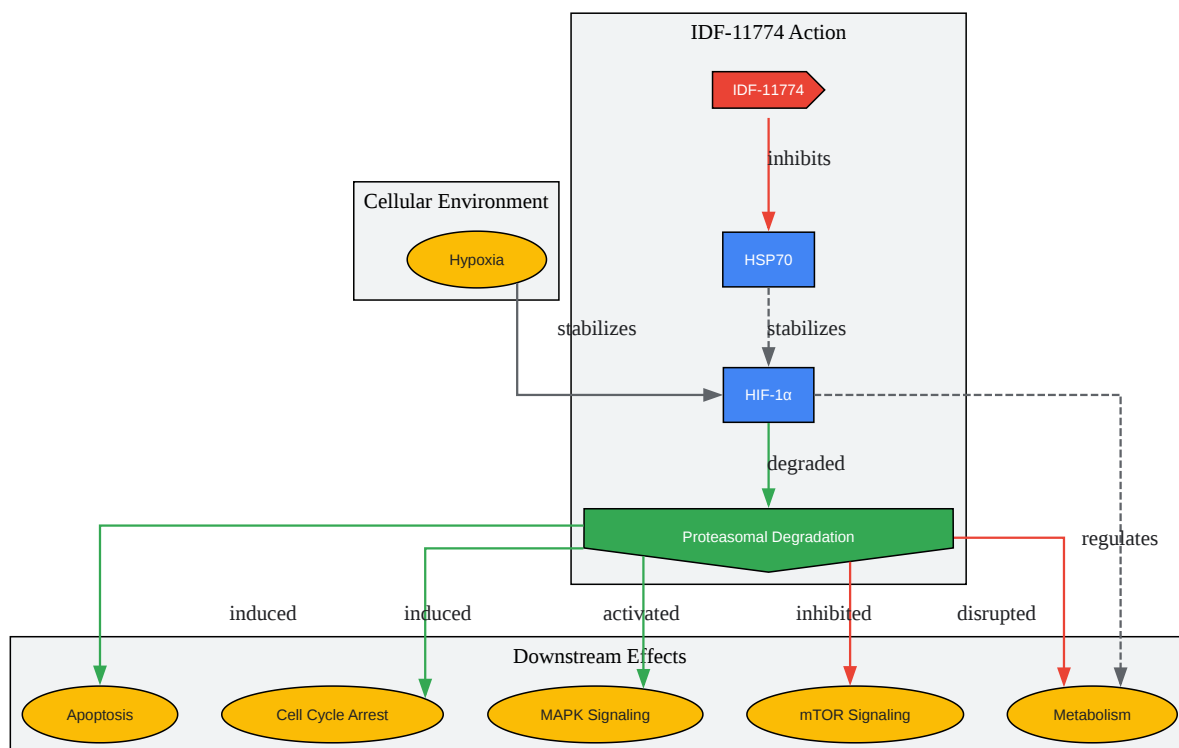 IDF-11774 Action
IDF-11774
inhibits
Cellular Environment
Hypoxia
HSP70
stabilizes
stabilizes
HIF-1α
degraded
Proteasomal Degradation
regulates
induced
induced
activated
inhibited
disrupted
Downstream Effects
Apoptosis
Cell Cycle Arrest
MAPK Signaling
mTOR Signaling
Metabolism